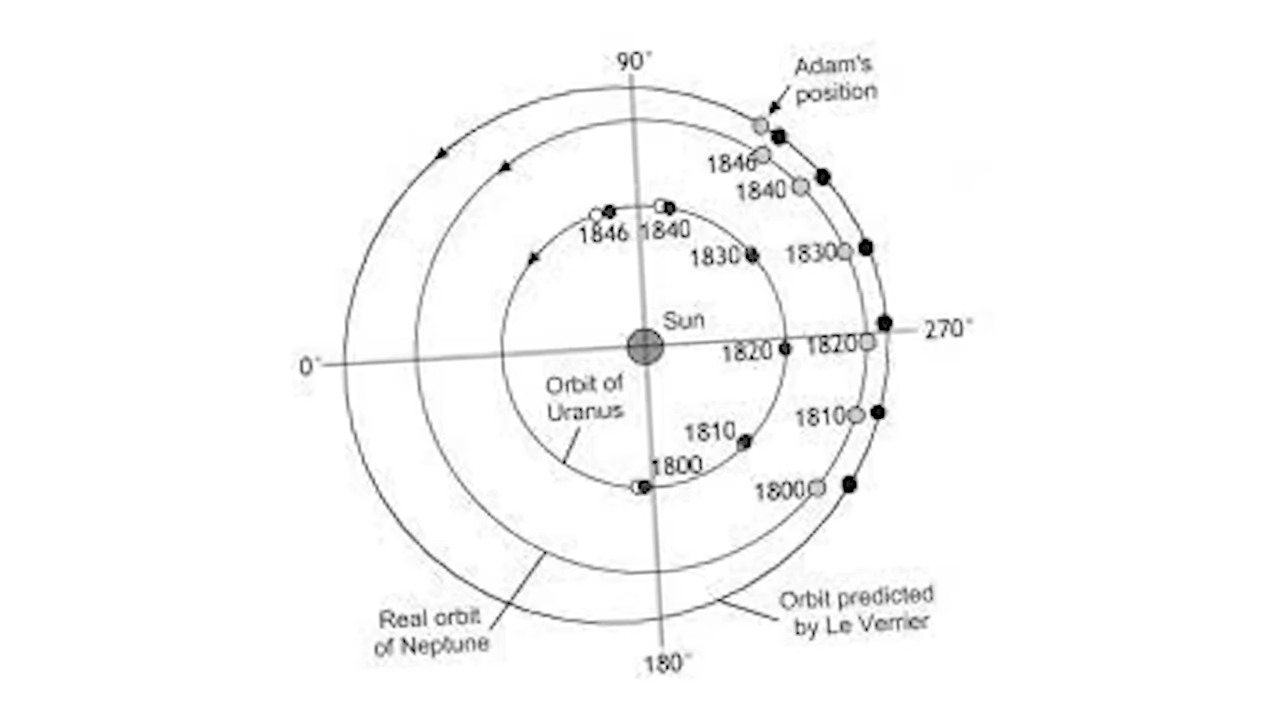 90°
Adam's
position
1846
1840
1846
1840
1830
1830
Sun
270°
1820
1820
0°
Orbit of
Uranus
1810
1810
1800
1800
Real orbit
of Neptune
Orbit predicted
by Le Verrier
180°